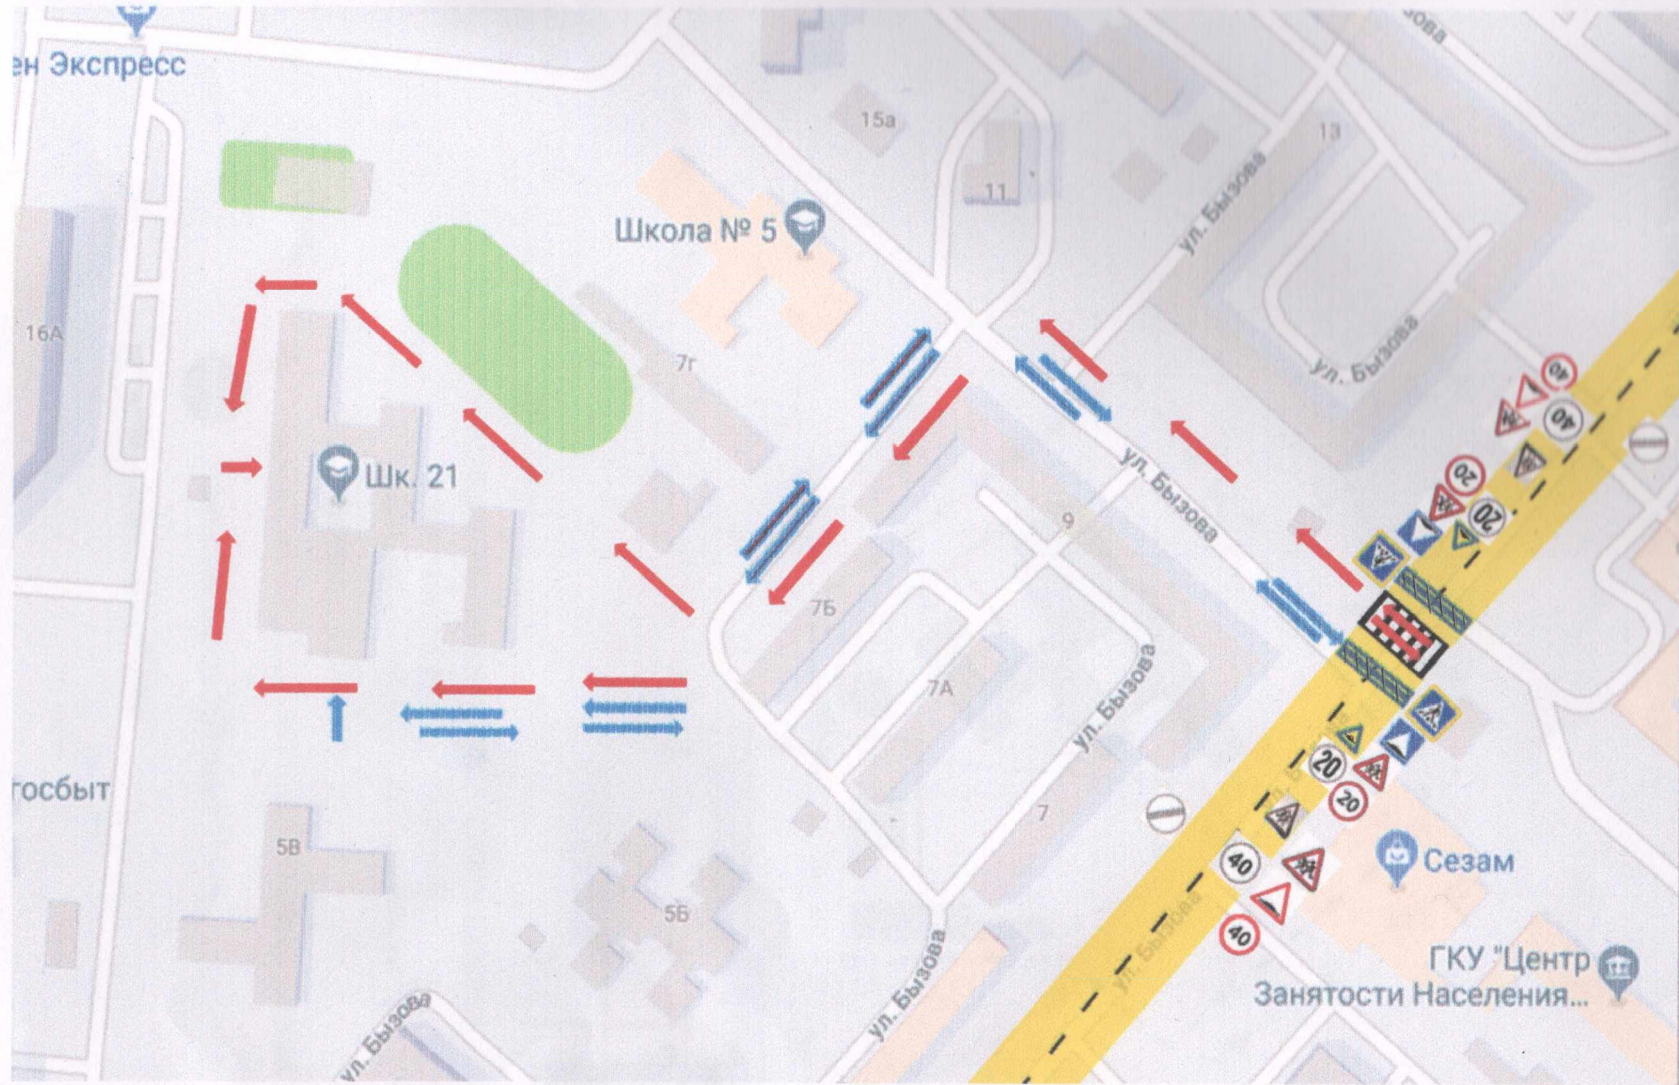 ен Экспресс
15а
13
11
ул. Бызова
Школа № 5
16А
7г
ул. Бызова
40
40
Шк. 21
ул. Бызова
20
20
9
7Б
7А
ул. Бызова
госбыт
20
20
7
5В
40
Сезам
5Б
40
ул. Бызова
ул. Бызова
ГКУ "Центр
Занятости Населения...
ул. Бызова